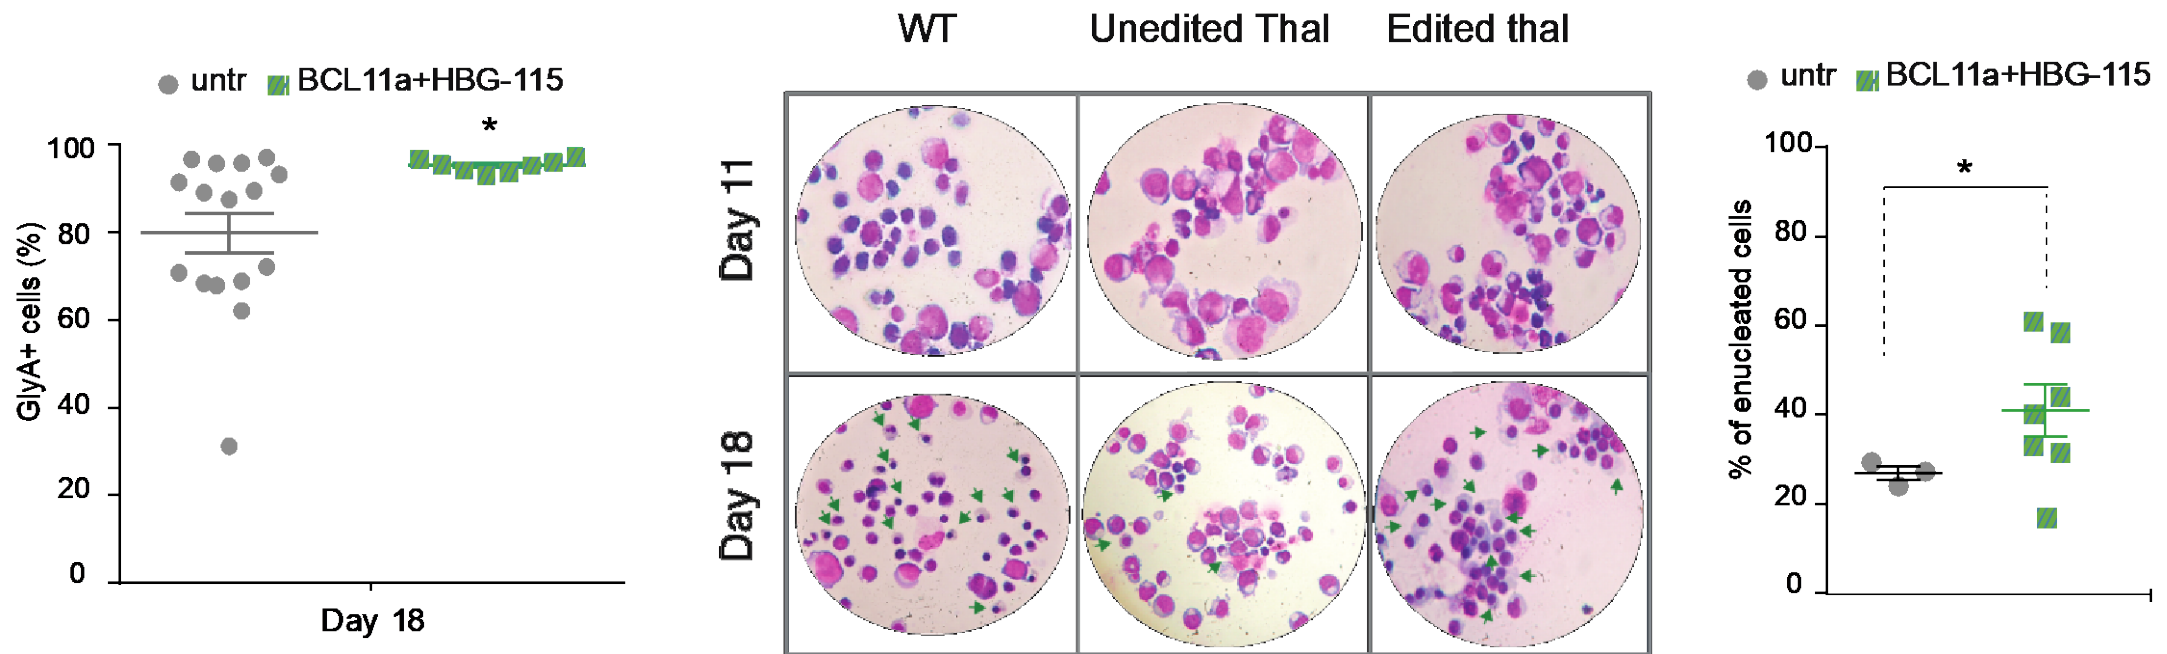 untr BCL11a+HBG-115
*
GlyA+ cells (%)
100
80
60
40
20
0
Day 18
WT Unedited Thal Edited thal
Day 11
Day 18
untr BCL11a+HBG-115
*
% of enucleated cells
100
80
60
40
20
0